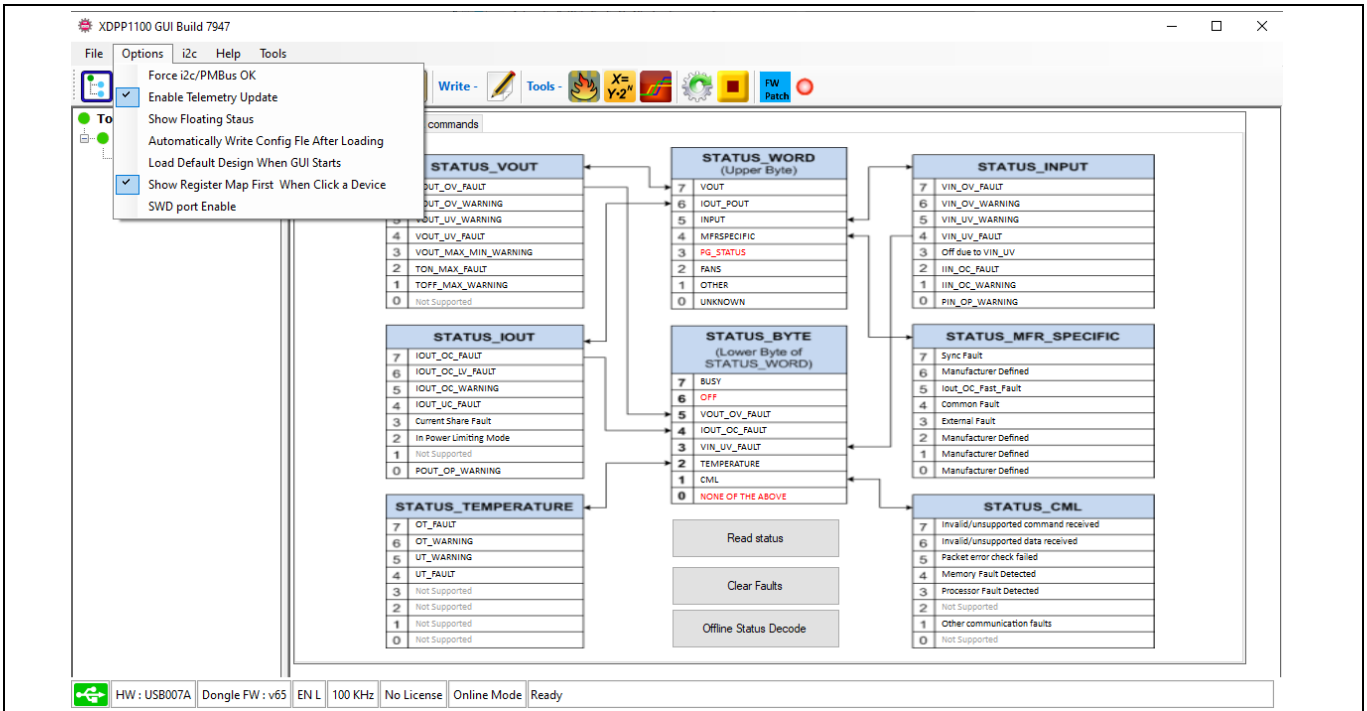 XDPP1100 GUI Build 7947
File Options i2c Help Tools
Force i2c/PMBus OK
Enable Telemetry Update
Show Floating Staus
Automatically Write Config Fle After Loading
Load Default Design When GUI Starts
Show Register Map First When Click a Device
SWD port Enable
Write - Tools - X= Y•2ⁿ FW Patch
To
commands
STATUS_VOUT
OUT_OV_FAULT
OUT_OV_WARNING
VOUT_UV_WARNING
4 VOUT_UV_FAULT
3 VOUT_MAX_MIN_WARNING
2 TON_MAX_FAULT
1 TOFF_MAX_WARNING
0 Not Supported
STATUS_WORD
(Upper Byte)
7 VOUT
6 IOUT_POUT
5 INPUT
4 MFRSPECIFIC
3 PG_STATUS
2 FANS
1 OTHER
0 UNKNOWN
STATUS_INPUT
7 VIN_OV_FAULT
6 VIN_OV_WARNING
5 VIN_UV_WARNING
4 VIN_UV_FAULT
3 Off due to VIN_UV
2 IIN_OC_FAULT
1 IIN_OC_WARNING
0 PIN_OP_WARNING
STATUS_IOUT
7 IOUT_OC_FAULT
6 IOUT_OC_LV_FAULT
5 IOUT_OC_WARNING
4 IOUT_UC_FAULT
3 Current Share Fault
2 In Power Limiting Mode
1 Not Supported
0 POUT_OP_WARNING
STATUS_BYTE
(Lower Byte of
STATUS_WORD)
7 BUSY
6 OFF
5 VOUT_OV_FAULT
4 IOUT_OC_FAULT
3 VIN_UV_FAULT
2 TEMPERATURE
1 CML
0 NONE OF THE ABOVE
STATUS_MFR_SPECIFIC
7 Sync Fault
6 Manufacturer Defined
5 Iout_OC_Fast_Fault
4 Common Fault
3 External Fault
2 Manufacturer Defined
1 Manufacturer Defined
0 Manufacturer Defined
STATUS_TEMPERATURE
7 OT_FAULT
6 OT_WARNING
5 UT_WARNING
4 UT_FAULT
3 Not Supported
2 Not Supported
1 Not Supported
0 Not Supported
Read status
Clear Faults
Offline Status Decode
STATUS_CML
7 Invalid/unsupported command received
6 Invalid/unsupported data received
5 Packet error check failed
4 Memory Fault Detected
3 Processor Fault Detected
2 Not Supported
1 Other communication faults
0 Not Supported
HW : USB007A Dongle FW : v65 EN L 100 KHz No License Online Mode Ready